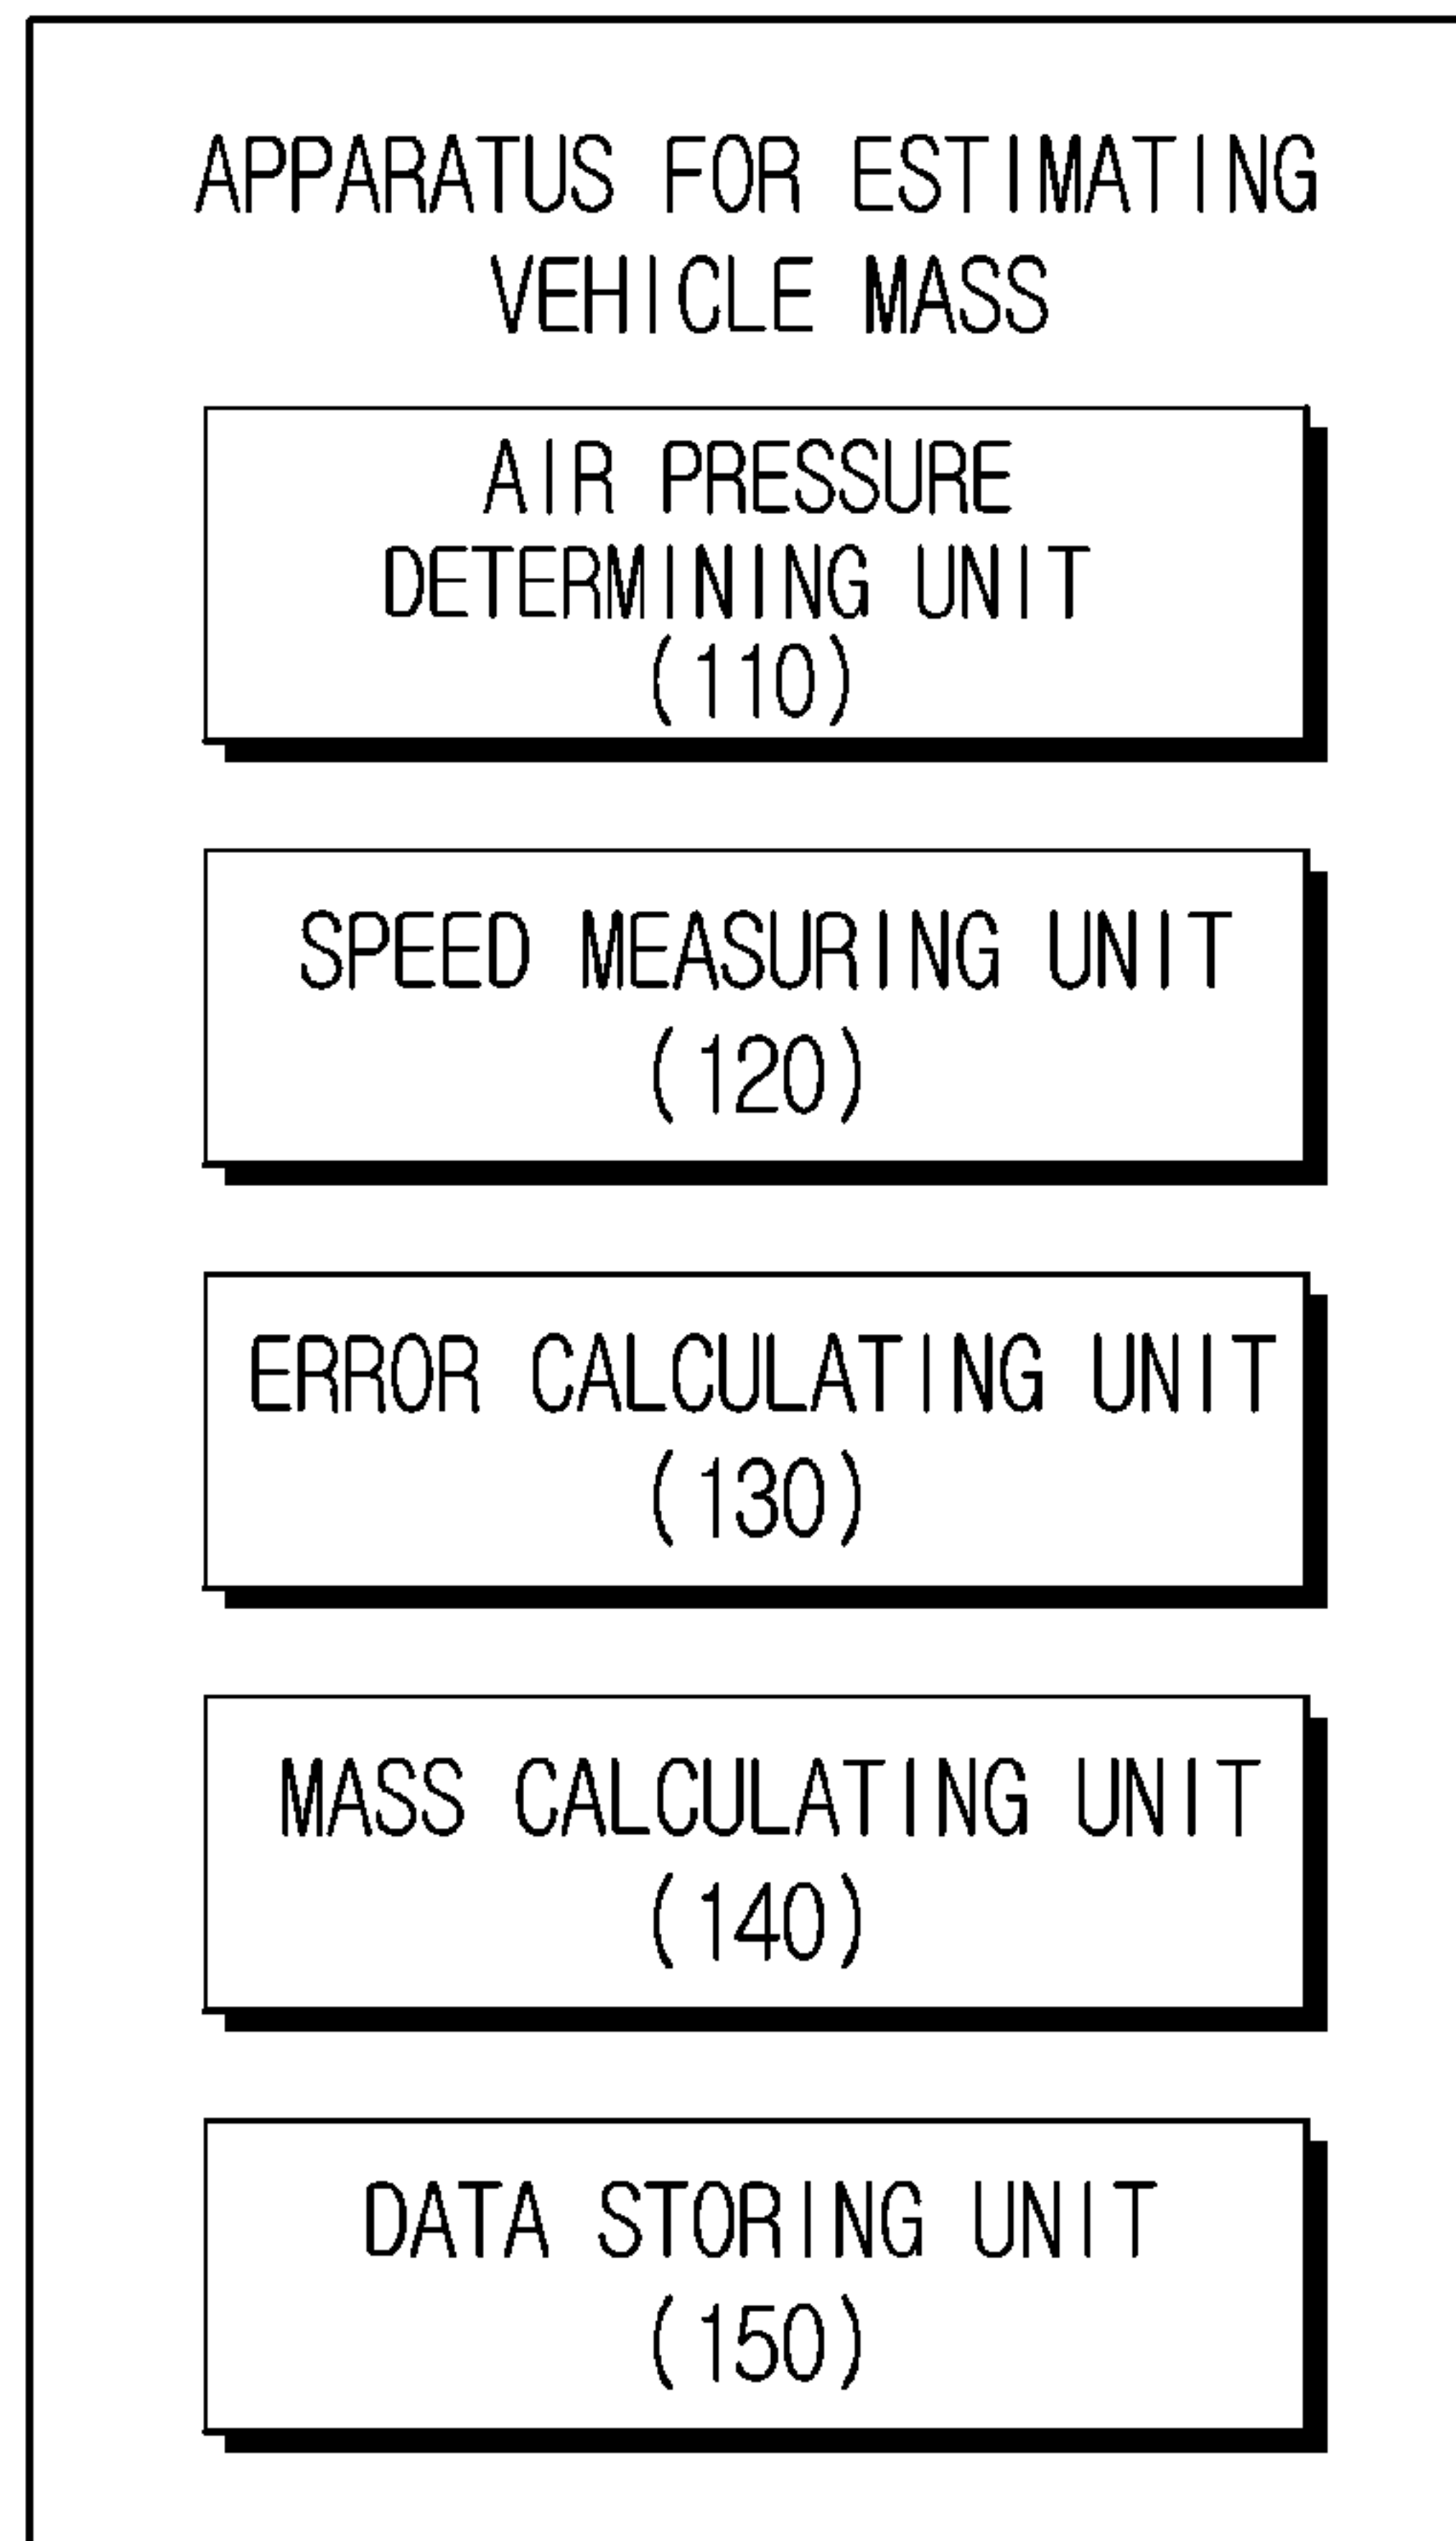 APPARATUS FOR ESTIMATING
VEHICLE MASS
AIR PRESSURE
DETERMINING UNIT
(110)
SPEED MEASURING UNIT
(120)
ERROR CALCULATING UNIT
(130)
MASS CALCULATING UNIT
(140)
DATA STORING UNIT
(150)